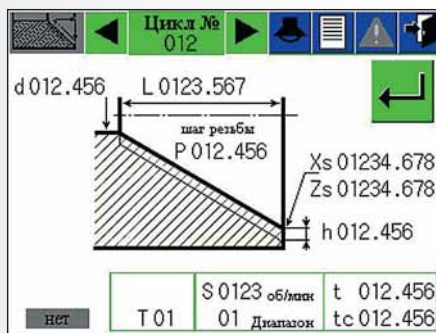 Цикл №
012
d 012.456
L 0123.567
шаг резьбы
P 012.456
Xs 01234.678
Zs 01234.678
h 012.456
S 0123 об/мин
t 012.456
нет
T 01
01 Диапазон
tc 012.456